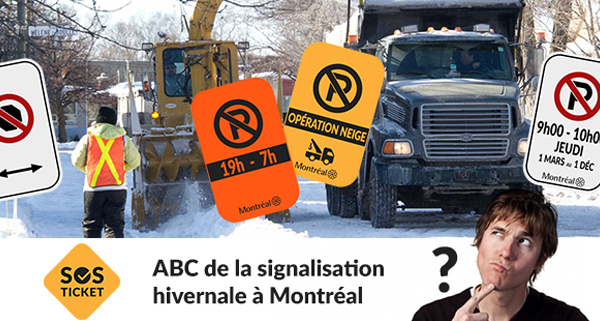 P
19h - 7h
Montréal
P
OPÉRATION NEIGE
Montréal
P
9h00 - 10h00
JEUDI
1 MARS AU 1 DÉC
Montréal
SOS
TICKET
ABC de la signalisation
hivernale à Montréal
?